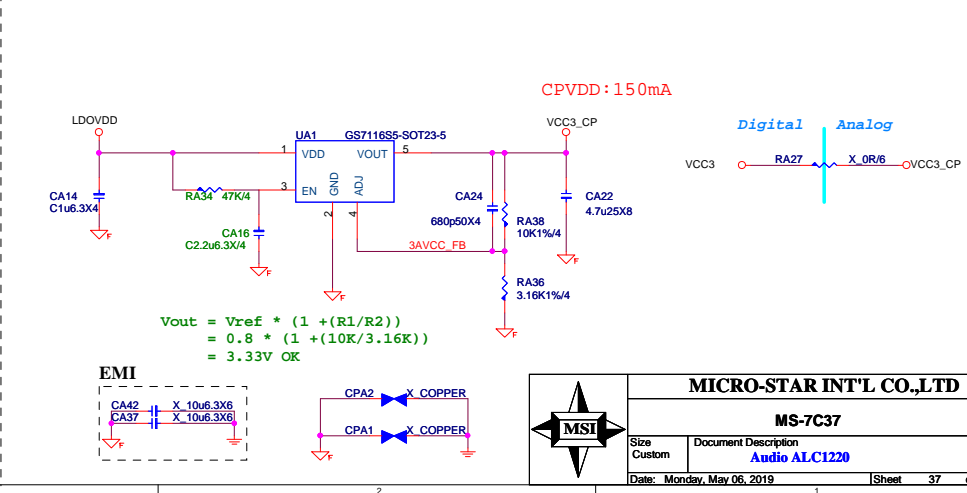 CPVDD:150mA
LDOVDD
VCC3_CP
Digital Analog
UA1 GS7116S5-SOT23-5
1 VDD VOUT 5
VCC3 RA27 X_0R/6 VCC3_CP
3 EN GND ADJ
CA14
C1u6.3X4
RA34 47K/4
CA24
680p50X4
CA22
4.7u25X8
2 4
RA38
10K1%/4
CA16
C2.2u6.3X/4
3AVCC_FB
F
F
F
F
F
RA36
3.16K1%/4
Vout = Vref * (1 +(R1/R2))
= 0.8 * (1 +(10K/3.16K))
= 3.33V OK
EMI
CA42 X_10u6.3X6
CA37 X_10u6.3X6
F
CPA2 X_COPPER
CPA1 X_COPPER
F
MSI
MICRO-STAR INT'L CO.,LTD
MS-7C37
Size
Custom
Document Description
Audio ALC1220
Date: Monday, May 06, 2019
Sheet 37
2 1